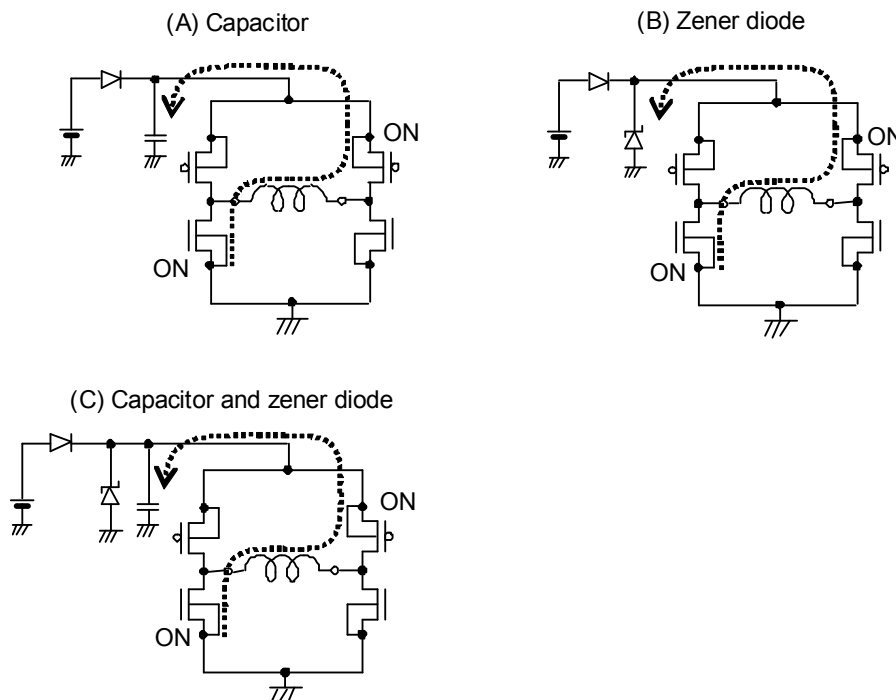 (A) Capacitor
(B) Zener diode
ON
ON
ON
ON
(C) Capacitor and zener diode
ON
ON